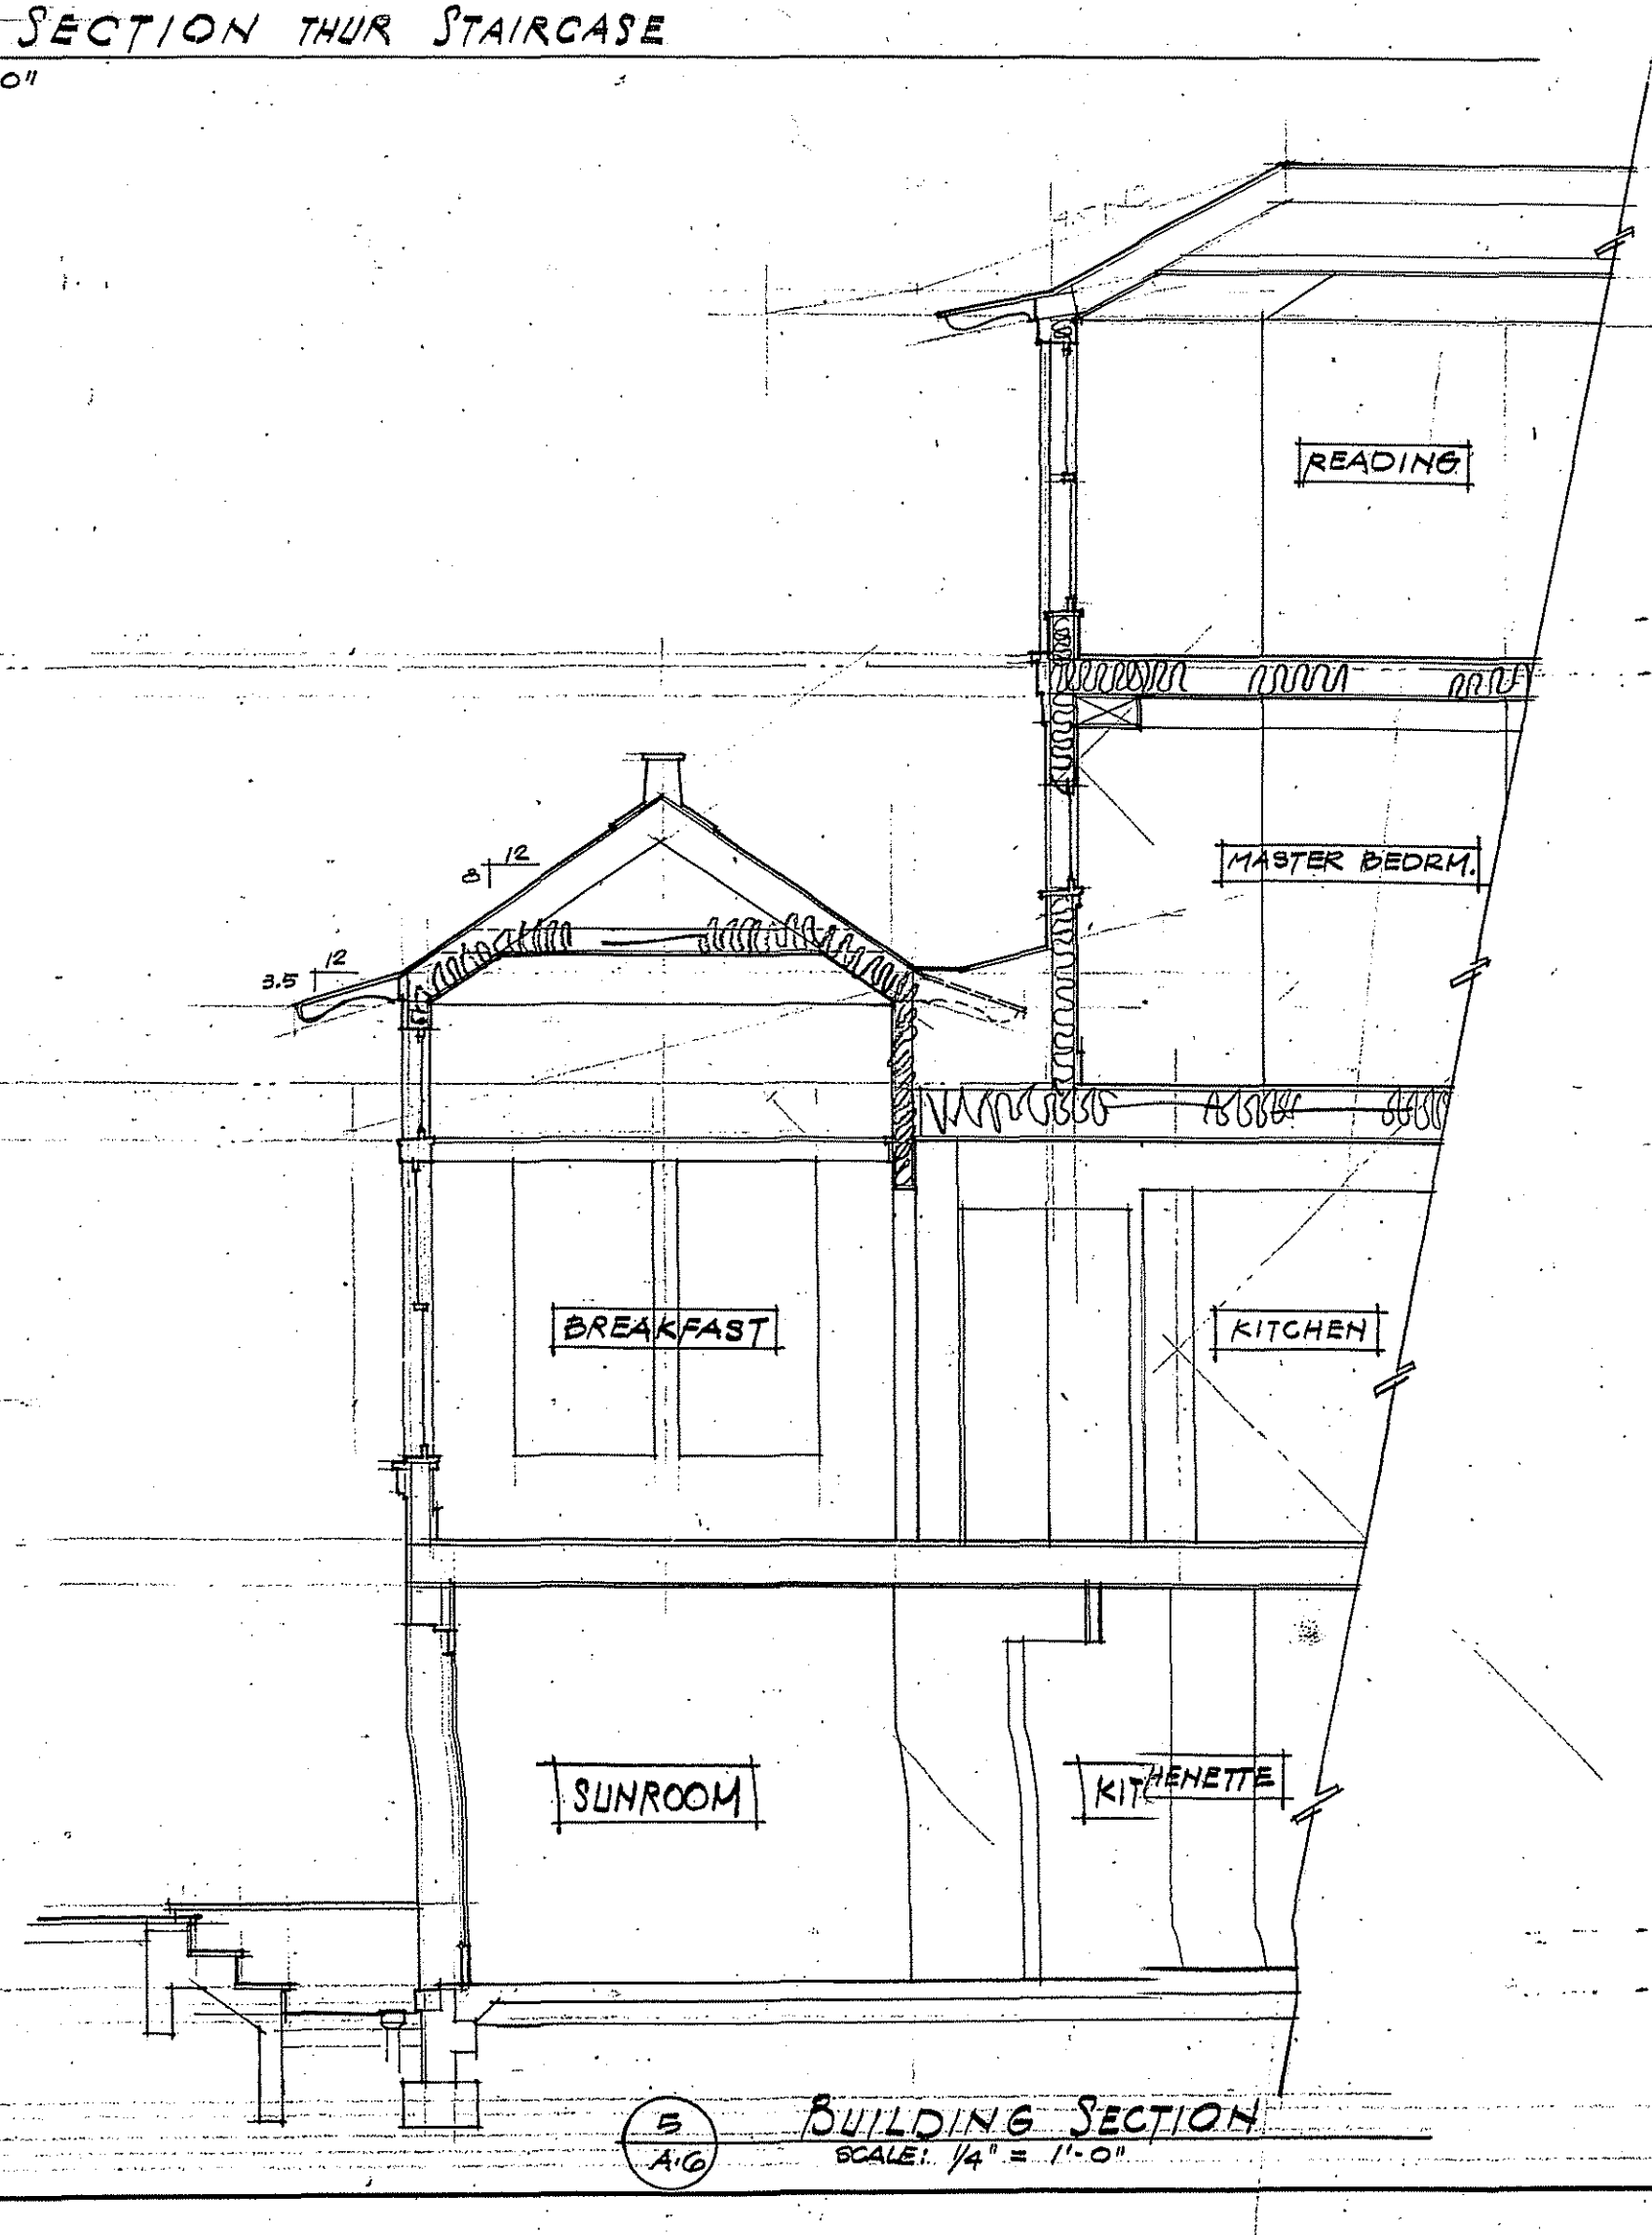 SECTION THUR STAIRCASE
0"
READING
MASTER BEDRM.
12
8
12
3.5
BREAKFAST
KITCHEN
SUNROOM
KITHENETTE
5
A·6
BUILDING SECTION
SCALE: 1/4" = 1'-0"